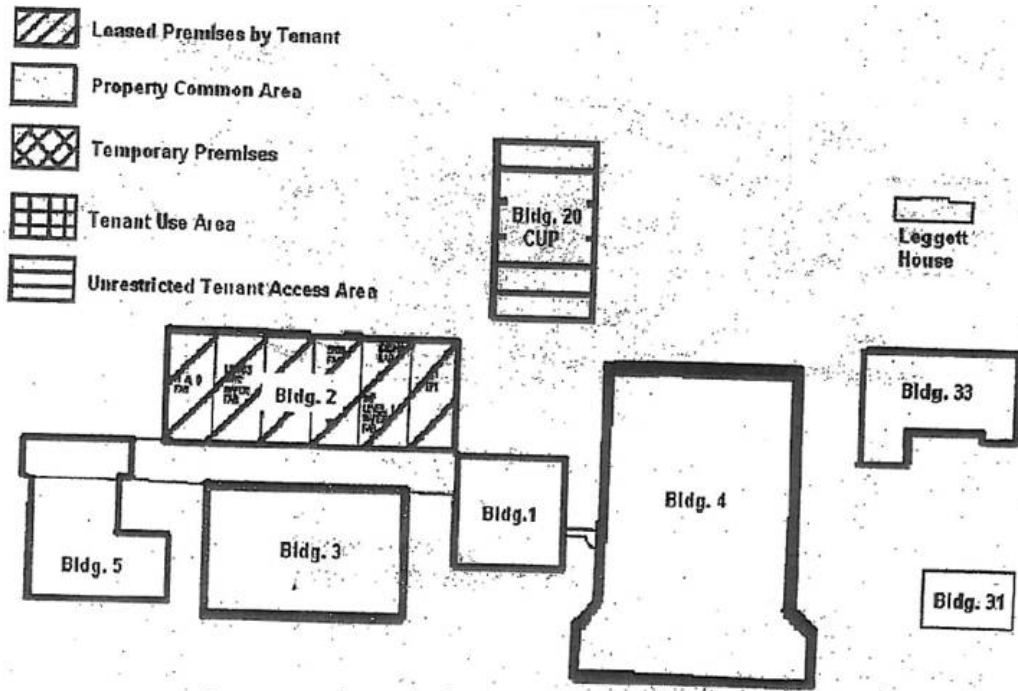 Leased Premises by Tenant
Property Common Area
Temporary Premises
Tenant Use Area
Unrestricted Tenant Access Area
Bldg. 20
CUP
Leggett
House
Bldg. 2
Bldg. 33
Bldg.1
Bldg. 4
Bldg. 3
Bldg. 5
Bldg. 31